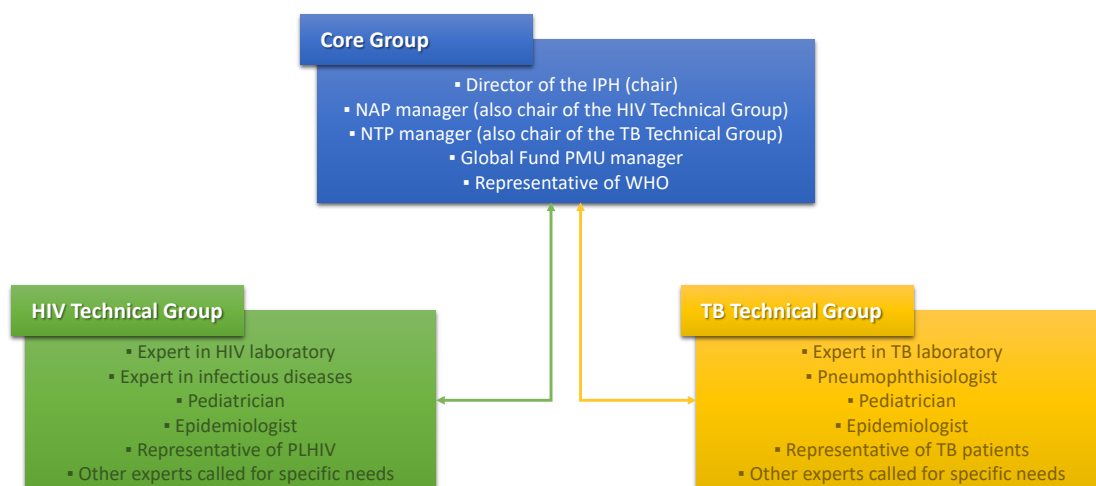 Core Group
▪ Director of the IPH (chair)
▪ NAP manager (also chair of the HIV Technical Group)
▪ NTP manager (also chair of the TB Technical Group)
▪ Global Fund PMU manager
▪ Representative of WHO
HIV Technical Group
▪ Expert in HIV laboratory
▪ Expert in infectious diseases
▪ Pediatrician
▪ Epidemiologist
▪ Representative of PLHIV
▪ Other experts called for specific needs
TB Technical Group
▪ Expert in TB laboratory
▪ Pneumophthisiologist
▪ Pediatrician
▪ Epidemiologist
▪ Representative of TB patients
▪ Other experts called for specific needs